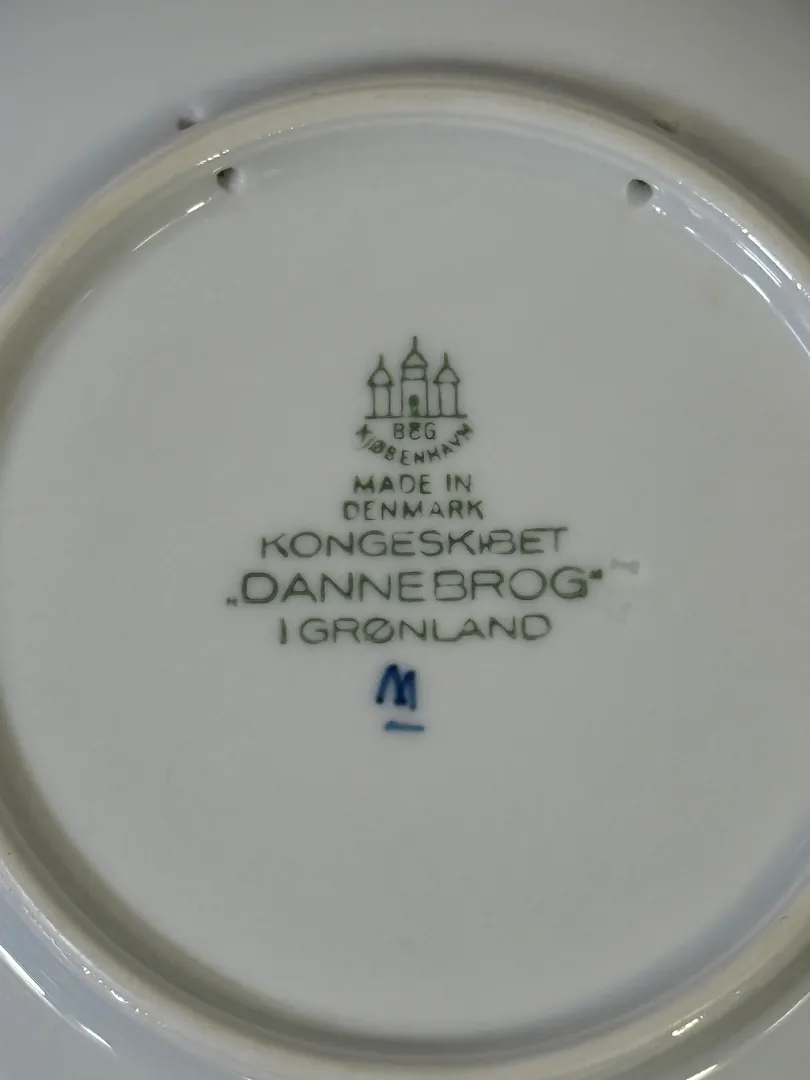 B&G
KJØBENHAVN
MADE IN
DENMARK
KONGESKIBET
„DANNEBROG"
I GRØNLAND
M